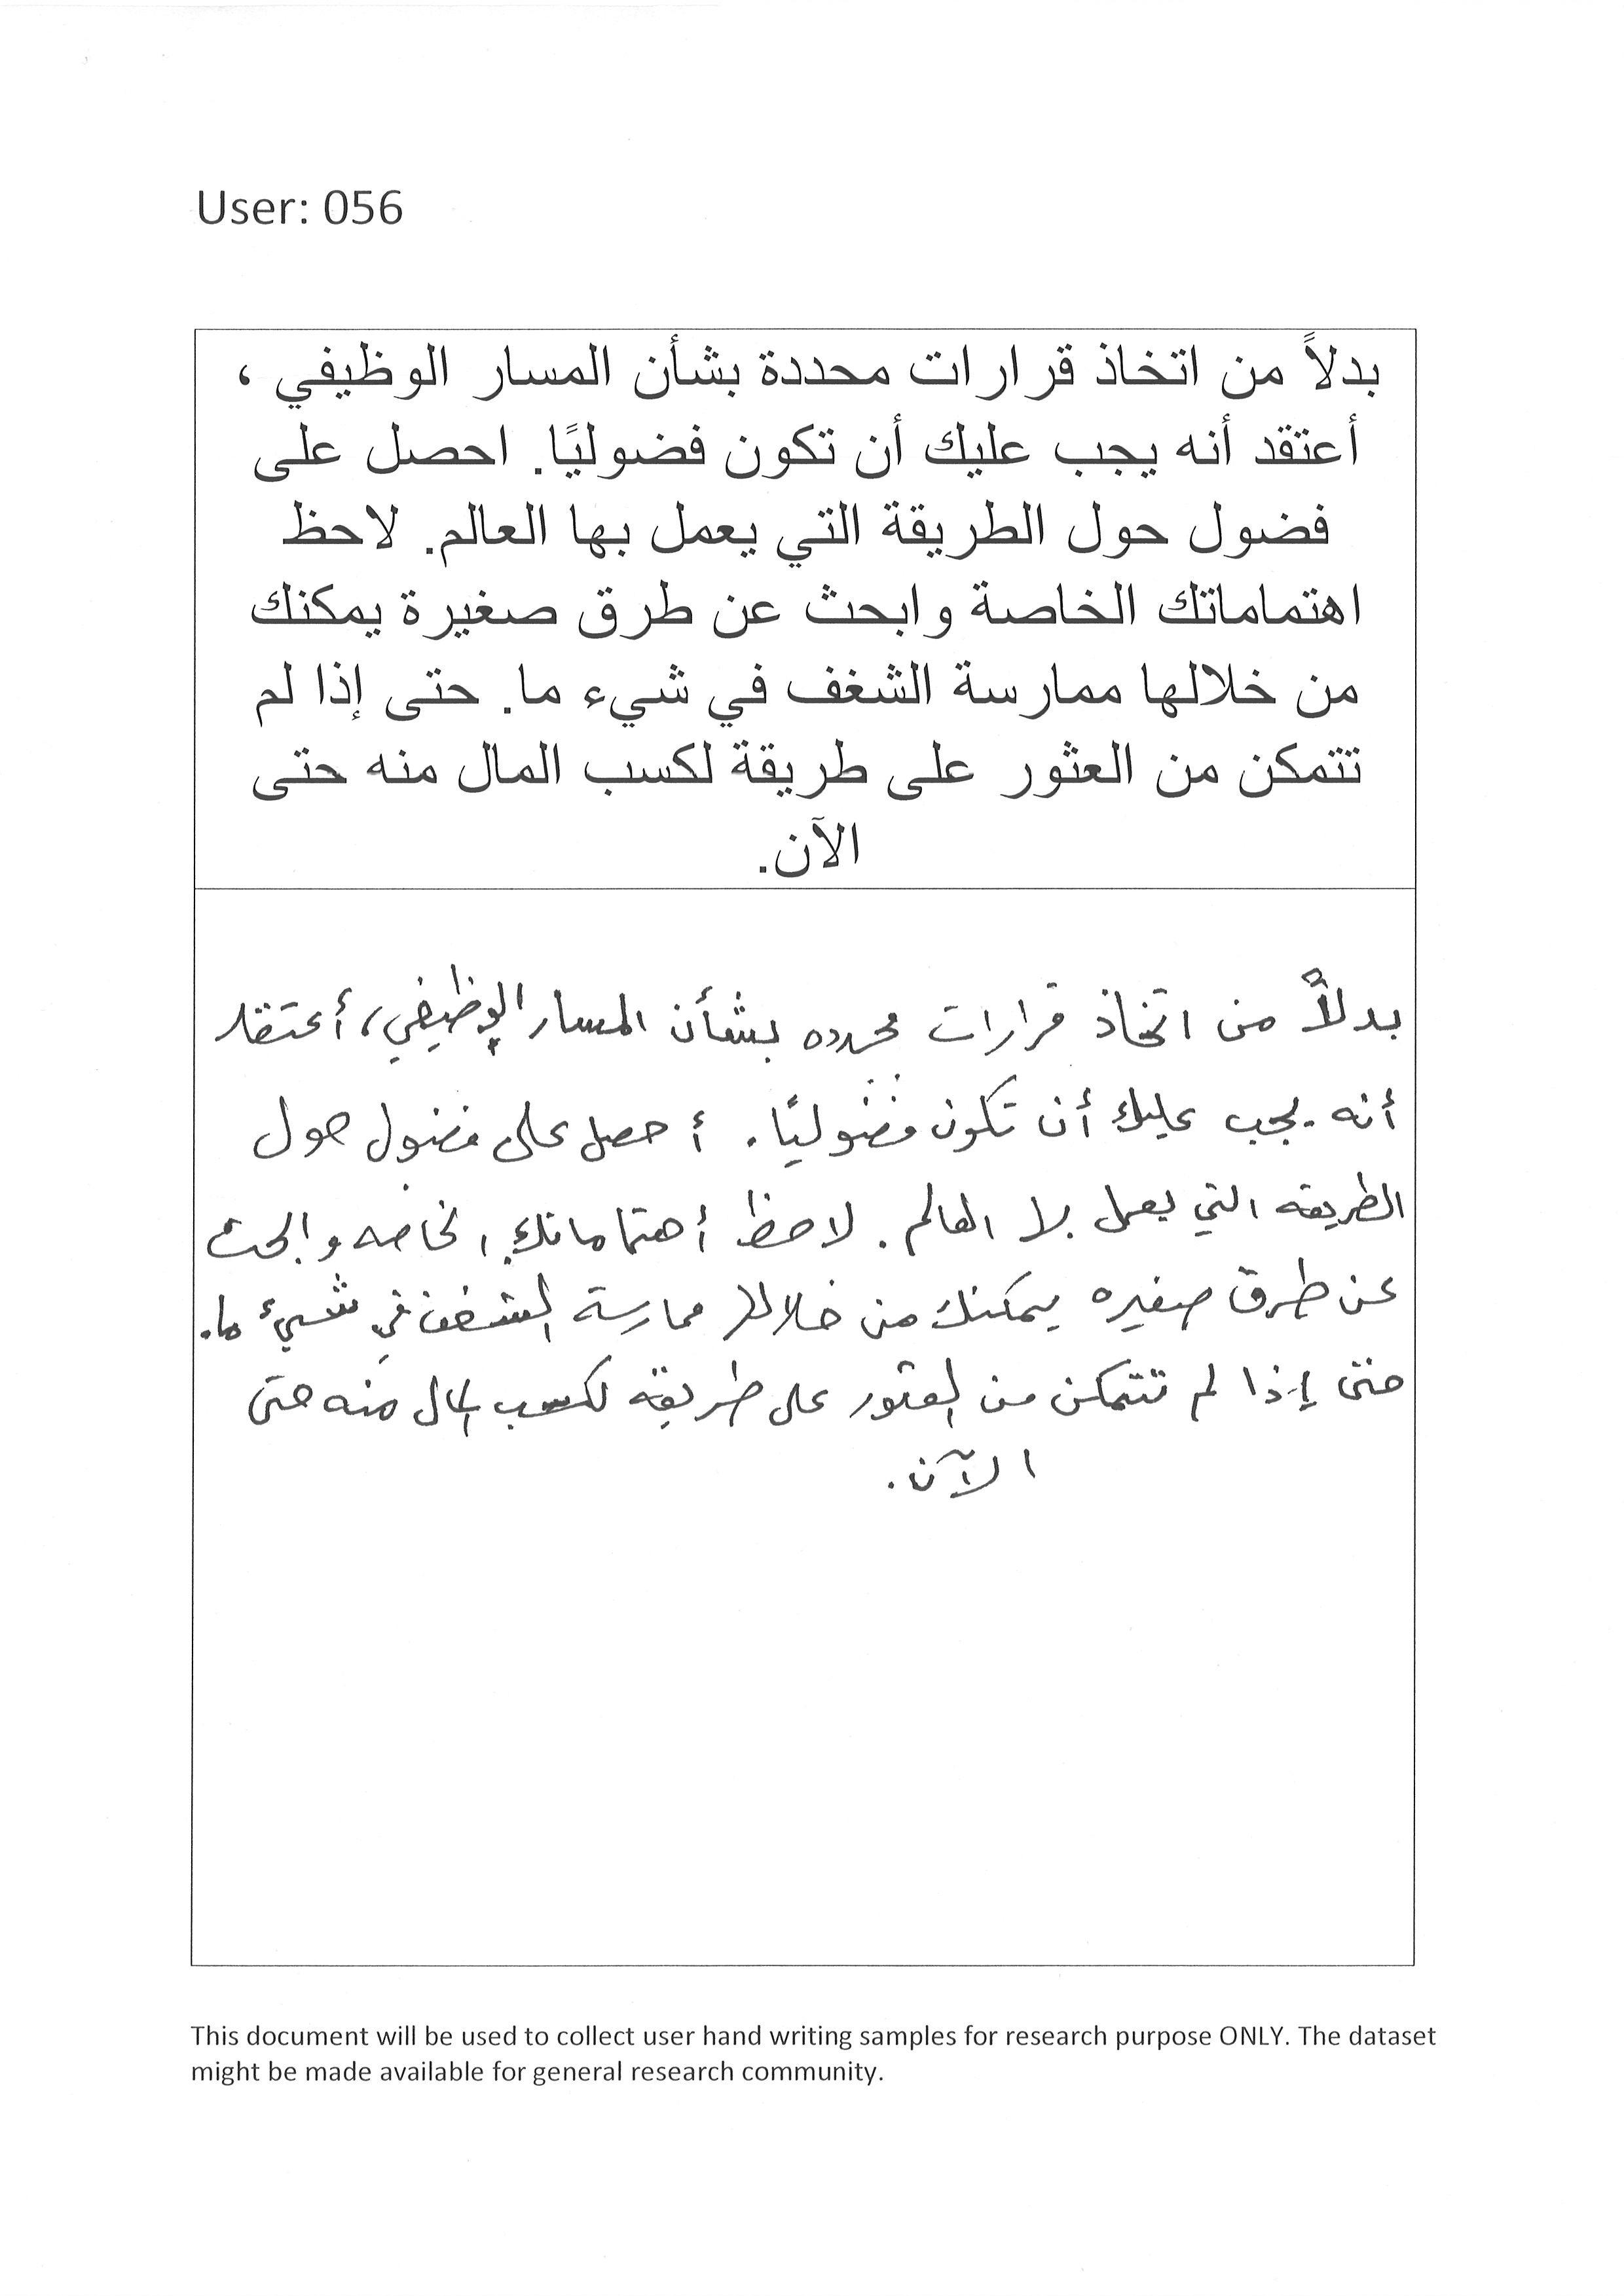 User: 056
بدلاً من اتخاذ قرارات محددة بشأن المسار الوظيفي ،
أعتقد أنه يجب عليك أن تكون فضوليًا. احصل على
فضول حول الطريقة التي يعمل بها العالم. لاحظ
اهتماماتك الخاصة وابحث عن طرق صغيرة يمكنك
من خلالها ممارسة الشغف في شيء ما. حتى إذا لم
تتمكن من العثور على طريقة لكسب المال منه حتى
الآن.
بدلاً من اتخاذ قرارات محدده بشأن المسار الوظيفي، أعتقد
أنه يجب عليك أن تكون فضوليًا. أحصل على فضول حول
الطريقه التي يعمل بها العالم. لاحظ أهتماماتك الخاصه وابحث
عن طرق صغيره يمكنك من خلالها ممارسة الشغف في شيء ما.
حتى إذا لم تتمكن من العثور على طريقه لكسب المال منه حتى
الآن.
This document will be used to collect user hand writing samples for research purpose ONLY. The dataset
might be made available for general research community.